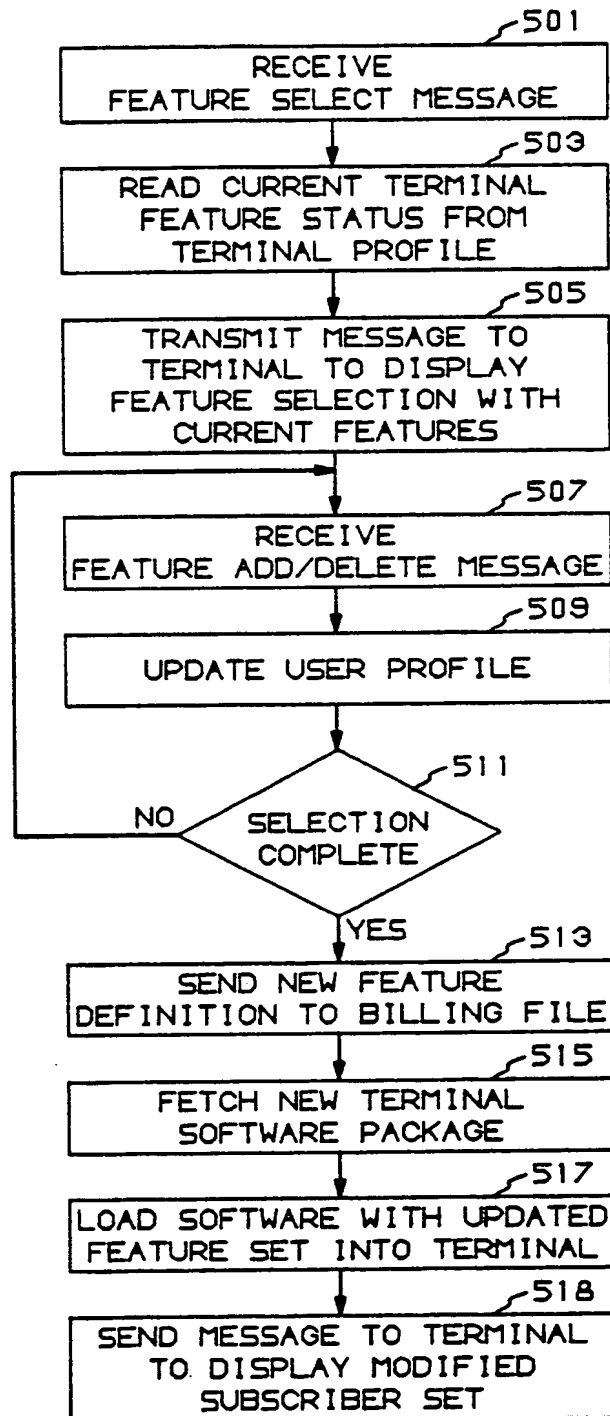 501
RECEIVE
FEATURE SELECT MESSAGE
503
READ CURRENT TERMINAL
FEATURE STATUS FROM
TERMINAL PROFILE
505
TRANSMIT MESSAGE TO
TERMINAL TO DISPLAY
FEATURE SELECTION WITH
CURRENT FEATURES
507
RECEIVE
FEATURE ADD/DELETE MESSAGE
509
UPDATE USER PROFILE
511
NO
SELECTION
COMPLETE
YES
513
SEND NEW FEATURE
DEFINITION TO BILLING FILE
515
FETCH NEW TERMINAL
SOFTWARE PACKAGE
517
LOAD SOFTWARE WITH UPDATED
FEATURE SET INTO TERMINAL
518
SEND MESSAGE TO TERMINAL
TO DISPLAY MODIFIED
SUBSCRIBER SET